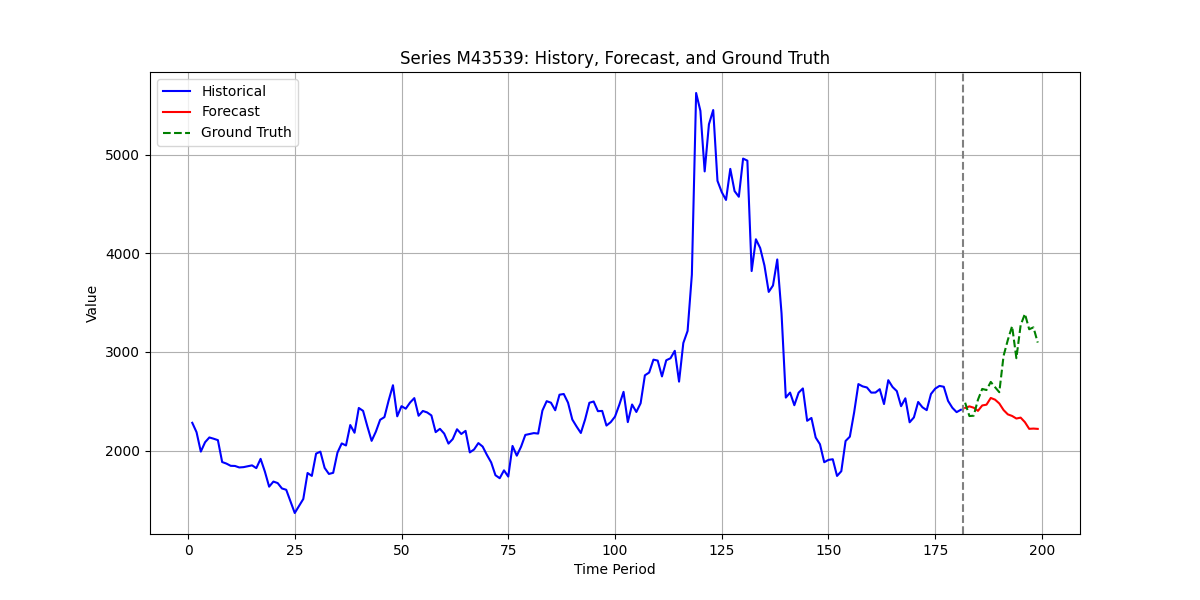 Series M43539: History, Forecast, and Ground Truth
Historical
Forecast
Ground Truth
5000
4000
3000
2000
Value
0 25 50 75 100 125 150 175 200
Time Period